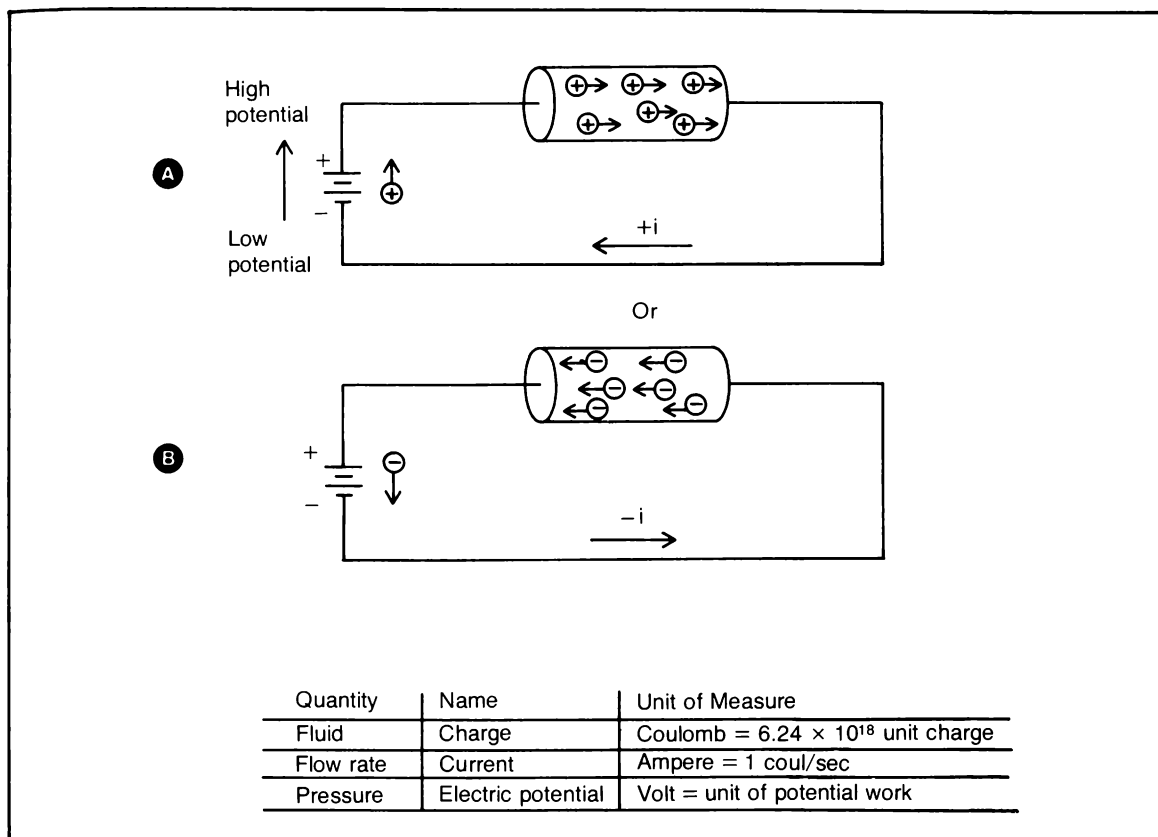 High
potential
A
+
−
Low
potential
+ + +
+ + +
+
+i
Or
− −
− −
− −
B
+
−
−
−i
Quantity Name Unit of Measure
Fluid Charge Coulomb = 6.24 × 10¹⁸ unit charge
Flow rate Current Ampere = 1 coul/sec
Pressure Electric potential Volt = unit of potential work